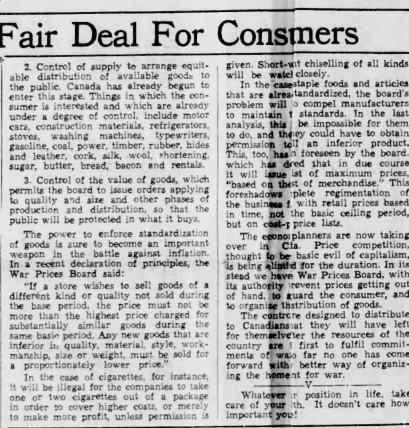 Fair Deal For Consmers
2. Control of supply to arrange equit-
able distribution of available goods to
the public. Canada has already begun to
enter this stage. Things in which the con-
sumer is interested and which are already
under a degree of control, include motor
cars, construction materials, refrigerators,
stoves, washing machines, typewriters,
gasoline, coal, power, timber, rubber, hides
and leather, cork, silk, wool, shortening,
sugar, butter, bread, bacon and rentals.
3. Control of the value of goods, which
permits the board to issue orders applying
to quality and size and other phases of
production and distribution, so that the
public will be protected in what it buys.
The power to enforce standardization
of goods is sure to become an important
weapon in the battle against inflation.
In a recent declaration of principles, the
War Prices Board said:
"If a store wishes to sell goods of a
different kind or quality not sold during
the base period, the price must not be
more than the highest price charged for
substantially similar goods during the
same basic period. Any new goods that are
inferior in quality, material, style, work-
manship, size or weight, must be sold for
a proportionately lower price."
In the case of cigarettes, for instance,
it will be illegal for the companies to take
one or two cigarettes out of a package
in order to cover higher costs, or merely
to make more profit, unless permission is
given. Short-wt chiselling of all kinds
will be closely.
In the case staple foods and articles
that are standardized, the board's
problem will compel manufacturers
to maintain standards. In the last
analysis, this be impossible for them
to do, and they could have to obtain
permission an inferior product.
This, too, has foreseen by the board,
which has that in due course
it will issue ist of maximum prices,
"based on st of merchandise." This
foreshadows plete regimentation of
the business with retail prices based
in time, not the basic ceiling period,
but on price lists.
The planners are now taking
over in Price competition,
thought to be basic evil of capitalism,
is being for the duration. In its
stead we have War Prices Board, with
its authority prices getting out
of hand, to guard the consumer, and
to organize distribution of goods.
The designed to distribute
to Canadians they will have left
for the resources of the
country are first to fulfill commit-
ments of far no one has come
forward with better way of organiz-
ing the for war.
V
Whatever position in life, take
care of your th. It doesn't care how
important you!